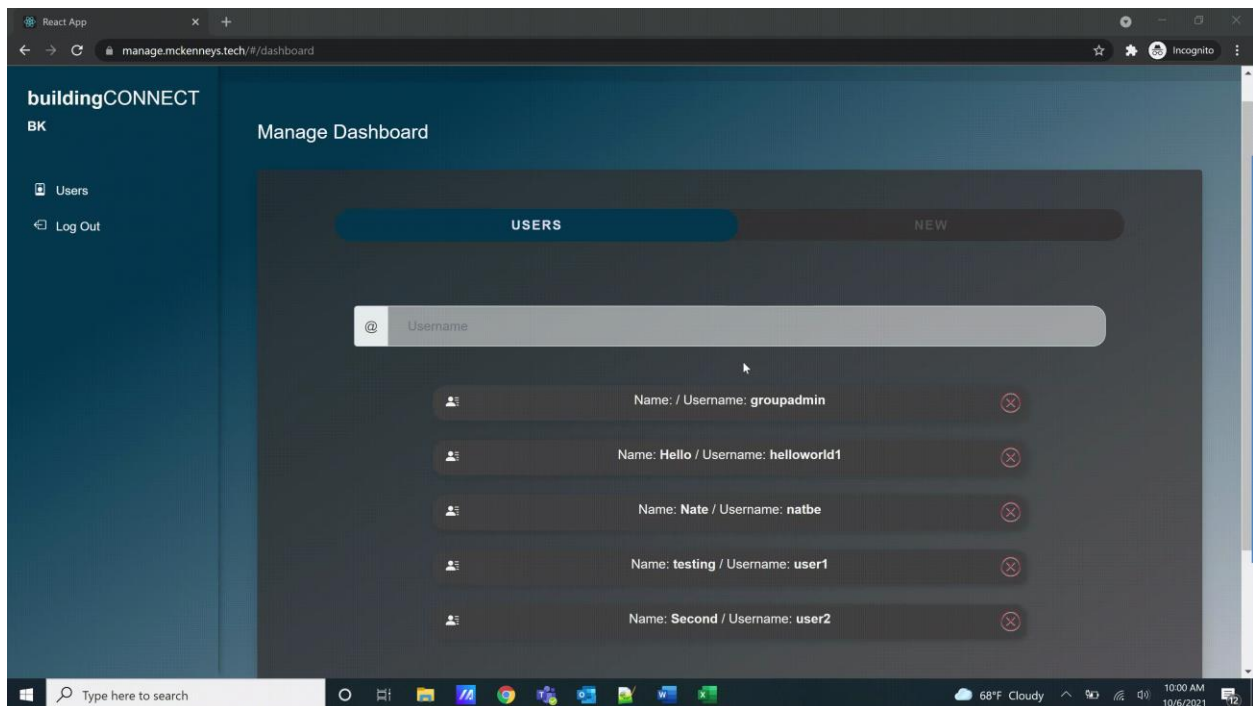 React App
manage.mckenneys.tech/#/dashboard
Incognito
buildingCONNECT
BK
Users
Log Out
Manage Dashboard
USERS
NEW
@ Username
Name: / Username: groupadmin
Name: Hello / Username: helloworld1
Name: Nate / Username: natbe
Name: testing / Username: user1
Name: Second / Username: user2
Type here to search
68°F Cloudy
10:00 AM
10/6/2021
12